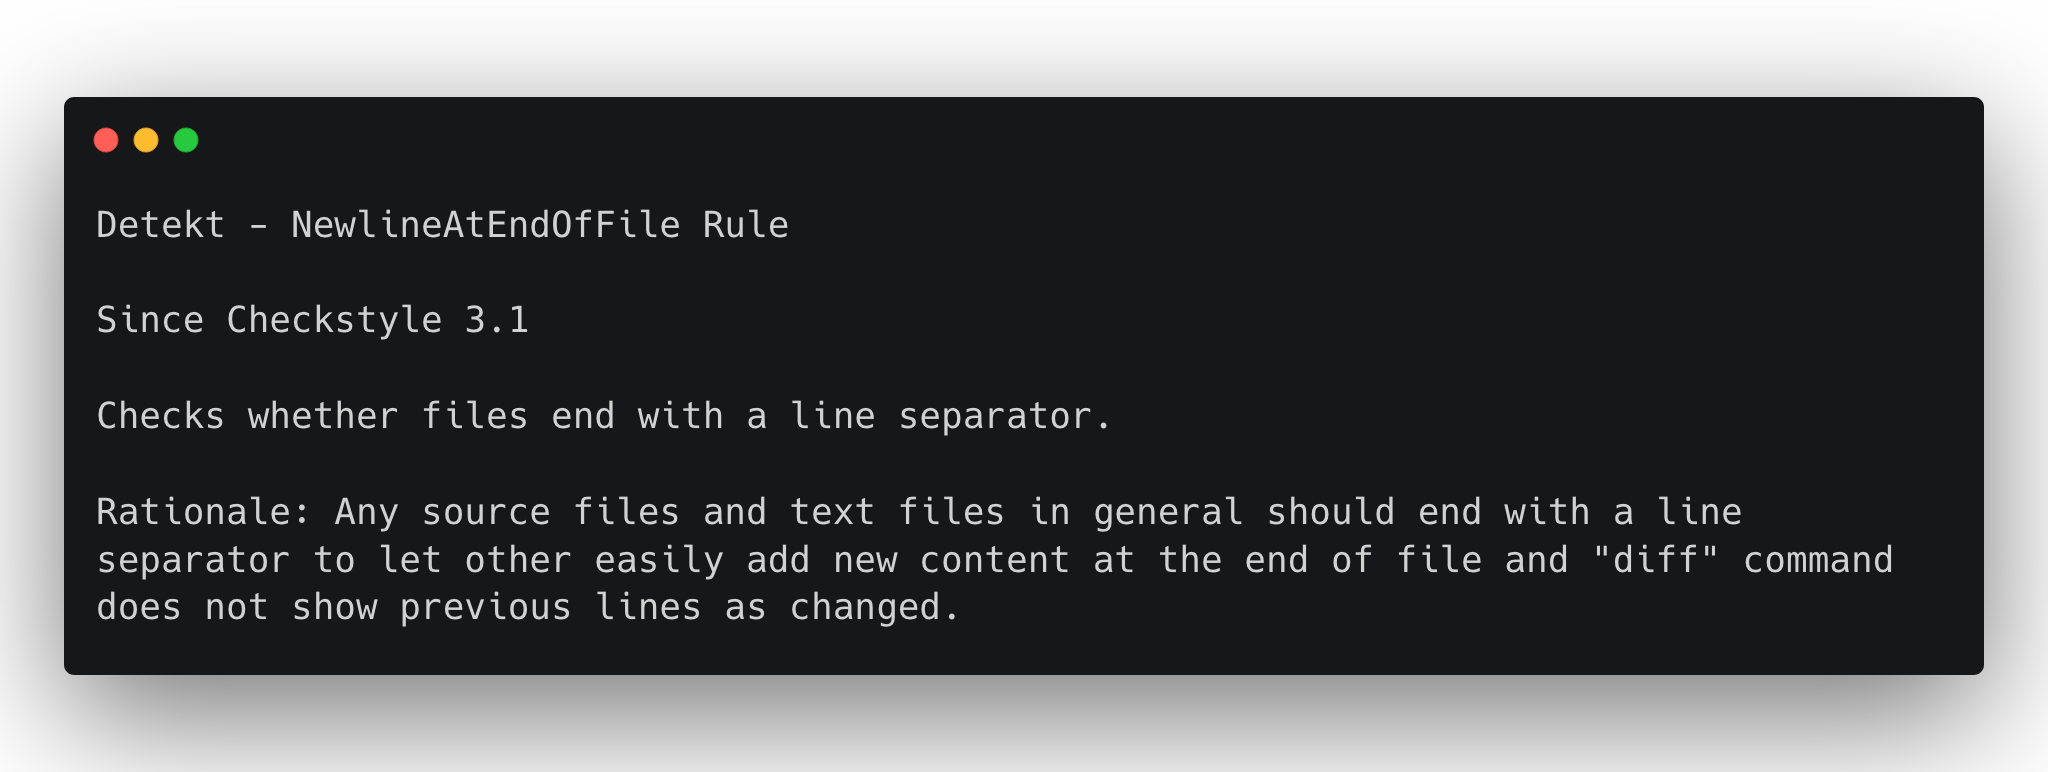 Detekt - NewlineAtEndOfFile Rule
Since Checkstyle 3.1
Checks whether files end with a line separator.
Rationale: Any source files and text files in general should end with a line
separator to let other easily add new content at the end of file and "diff" command
does not show previous lines as changed.